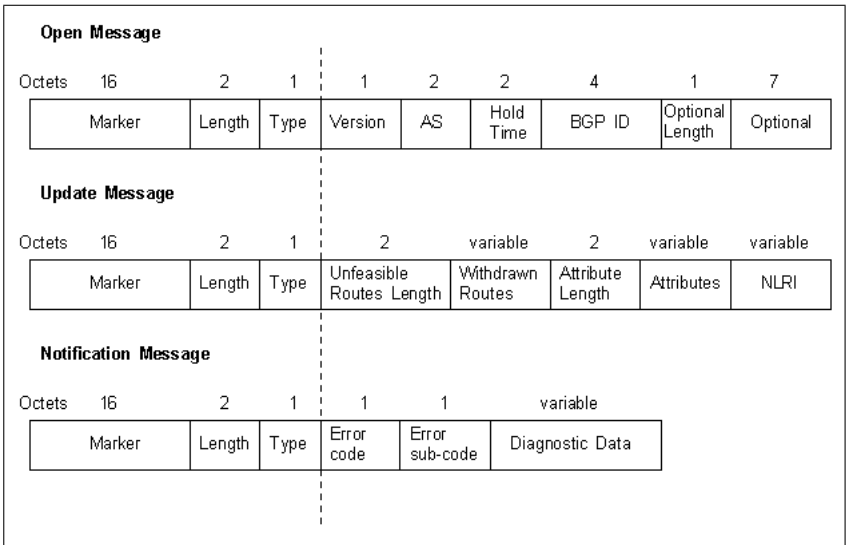 Open Message
Octets 16 2 1 1 2 2 4 1 7
Marker Length Type Version AS Hold Time BGP ID Optional Length Optional
Update Message
Octets 16 2 1 2 variable 2 variable variable
Marker Length Type Unfeasible Routes Length Withdrawn Routes Attribute Length Attributes NLRI
Notification Message
Octets 16 2 1 1 1 variable
Marker Length Type Error code Error sub-code Diagnostic Data